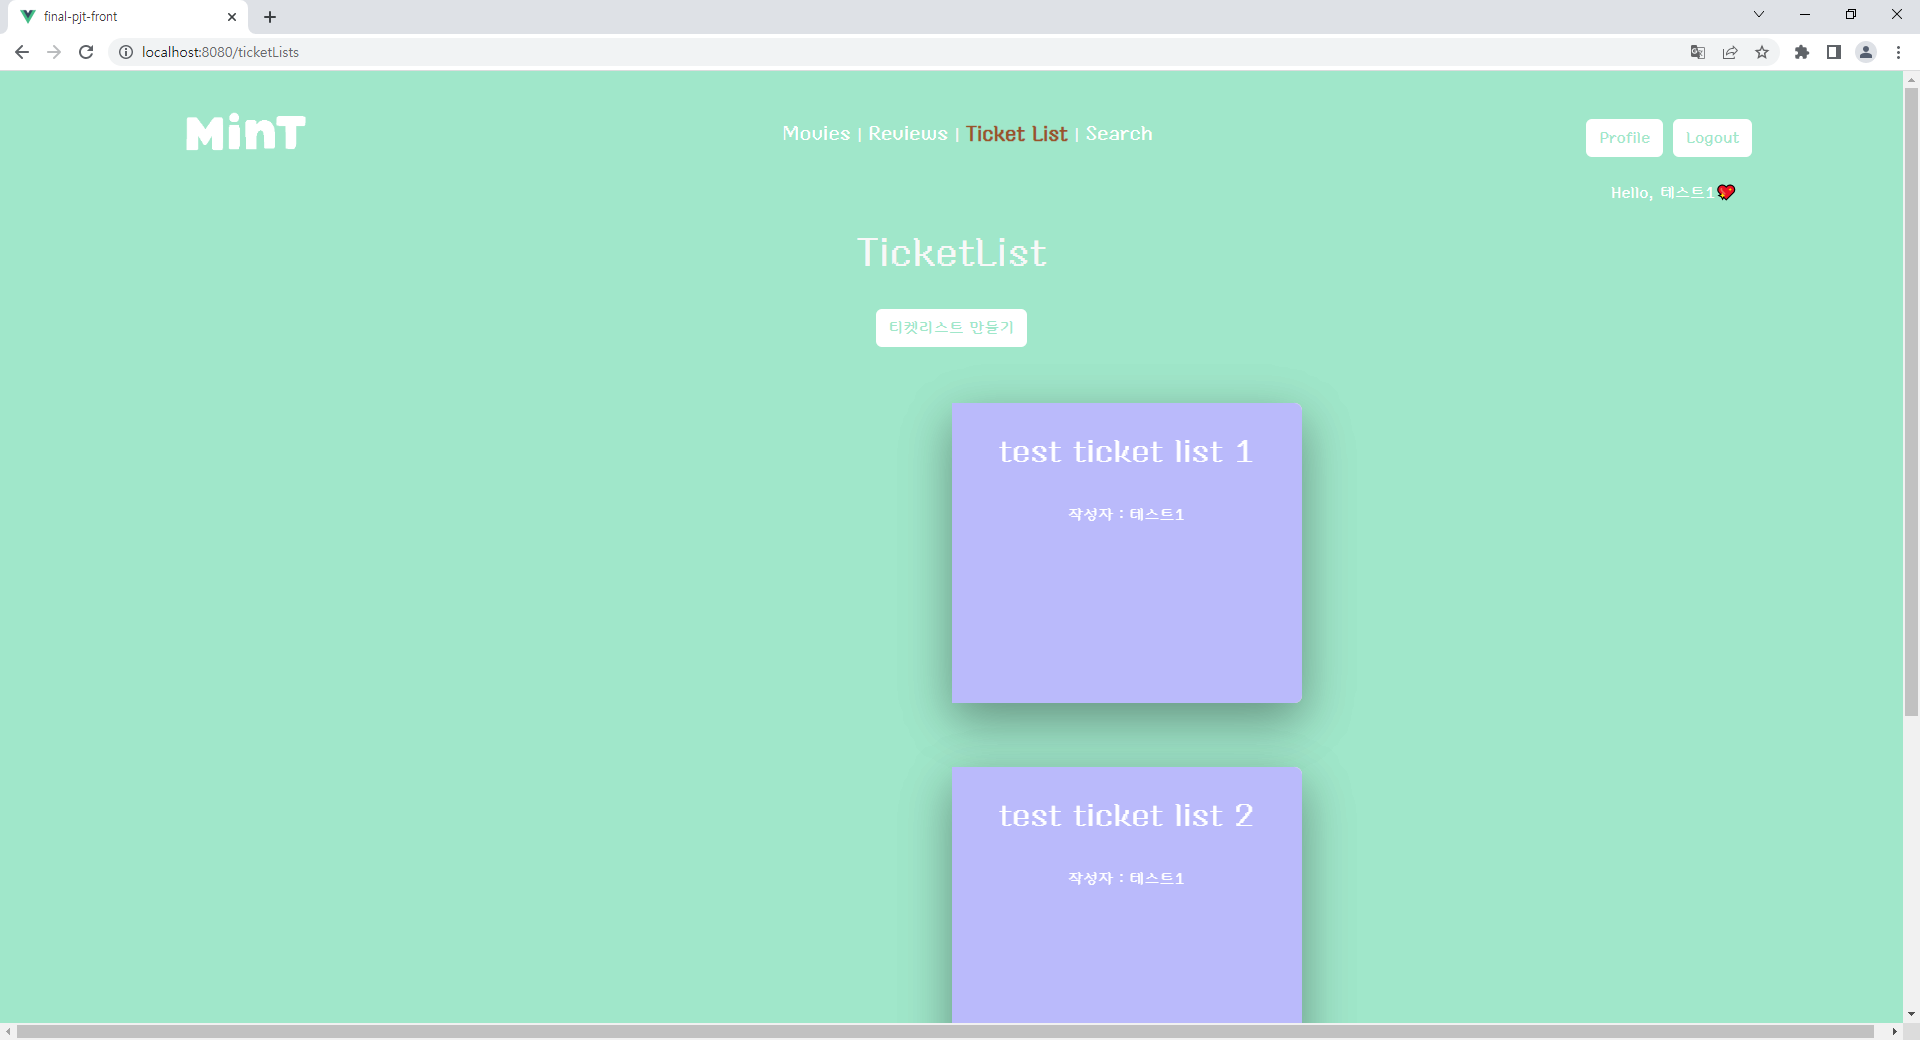 final-pjt-front
localhost:8080/ticketLists
MinT
Movies | Reviews | Ticket List | Search
Profile
Logout
Hello, 테스트1
TicketList
티켓리스트 만들기
test ticket list 1
작성자 : 테스트1
test ticket list 2
작성자 : 테스트1